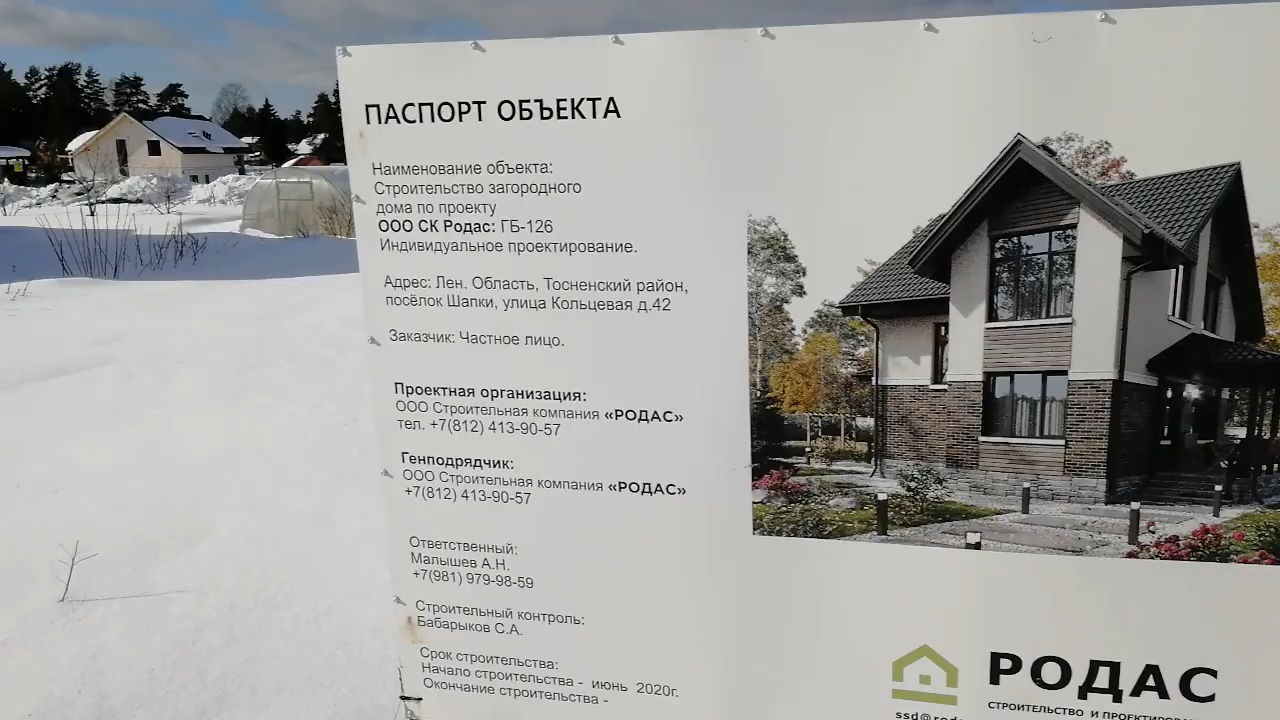 ПАСПОРТ ОБЪЕКТА
Наименование объекта:
Строительство загородного
дома по проекту
ООО СК Родас: ГБ-126
Индивидуальное проектирование.
Адрес: Лен. Область, Тосненский район,
посёлок Шапки, улица Кольцевая д.42
Заказчик: Частное лицо.
Проектная организация:
ООО Строительная компания «РОДАС»
тел. +7(812) 413-90-57
Генподрядчик:
ООО Строительная компания «РОДАС»
+7(812) 413-90-57
Ответственный:
Малышев А.Н.
+7(981) 979-98-59
Строительный контроль:
Бабарыков С.А.
Срок строительства:
Начало строительства - июнь 2020г.
Окончание строительства -
РОДАС
СТРОИТЕЛЬСТВО И